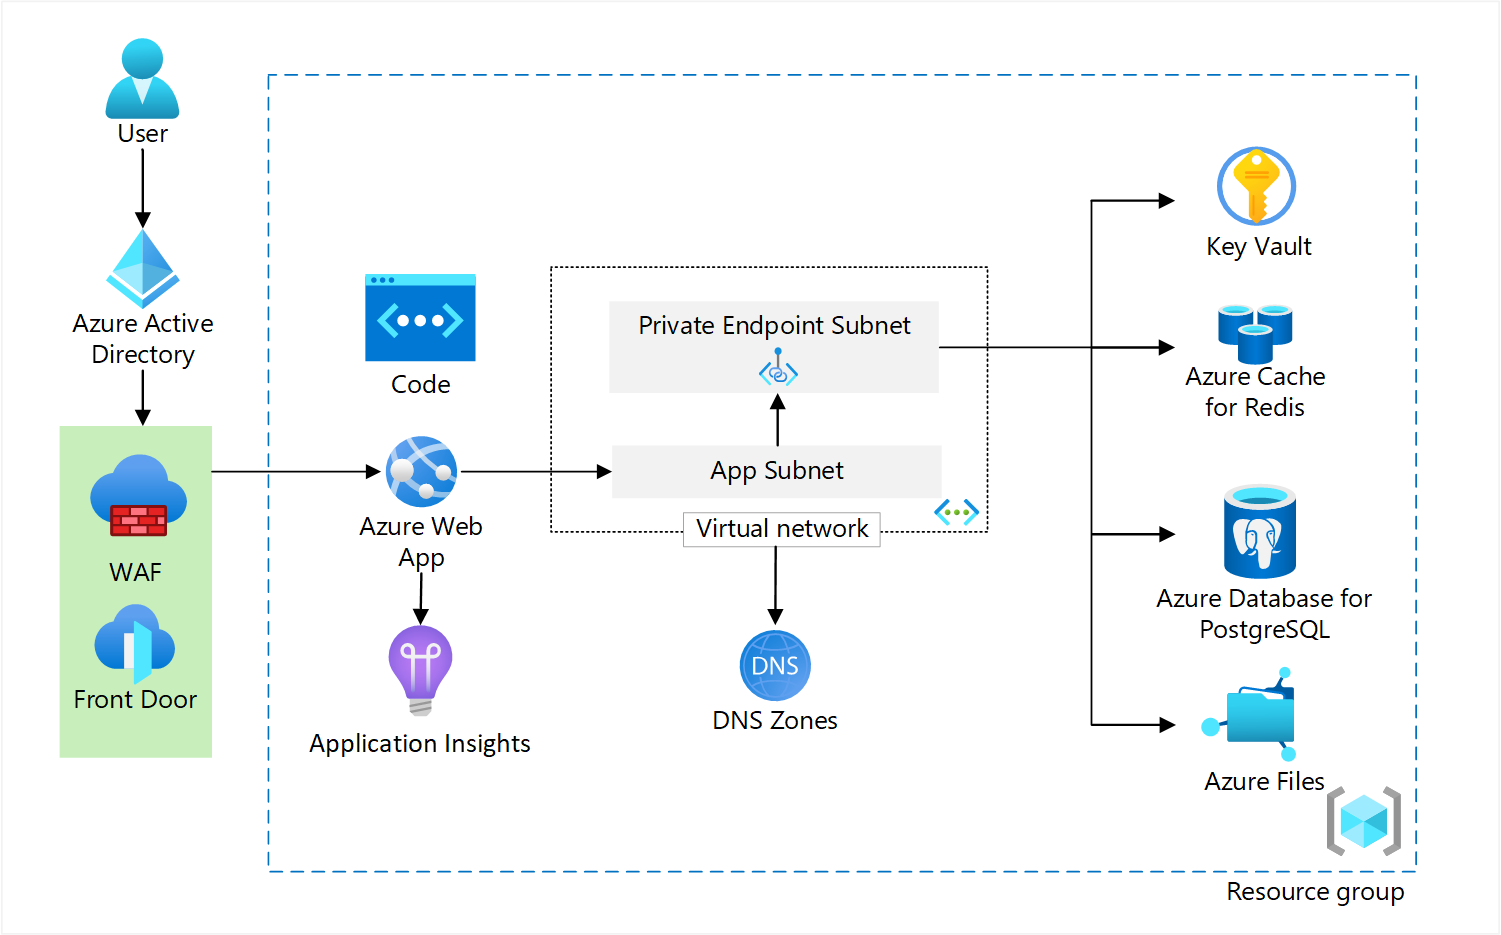 User
Azure Active
Directory
WAF
Front Door
Code
Azure Web
App
Application Insights
Private Endpoint Subnet
App Subnet
Virtual network
DNS
DNS Zones
Key Vault
Azure Cache
for Redis
Azure Database for
PostgreSQL
Azure Files
Resource group